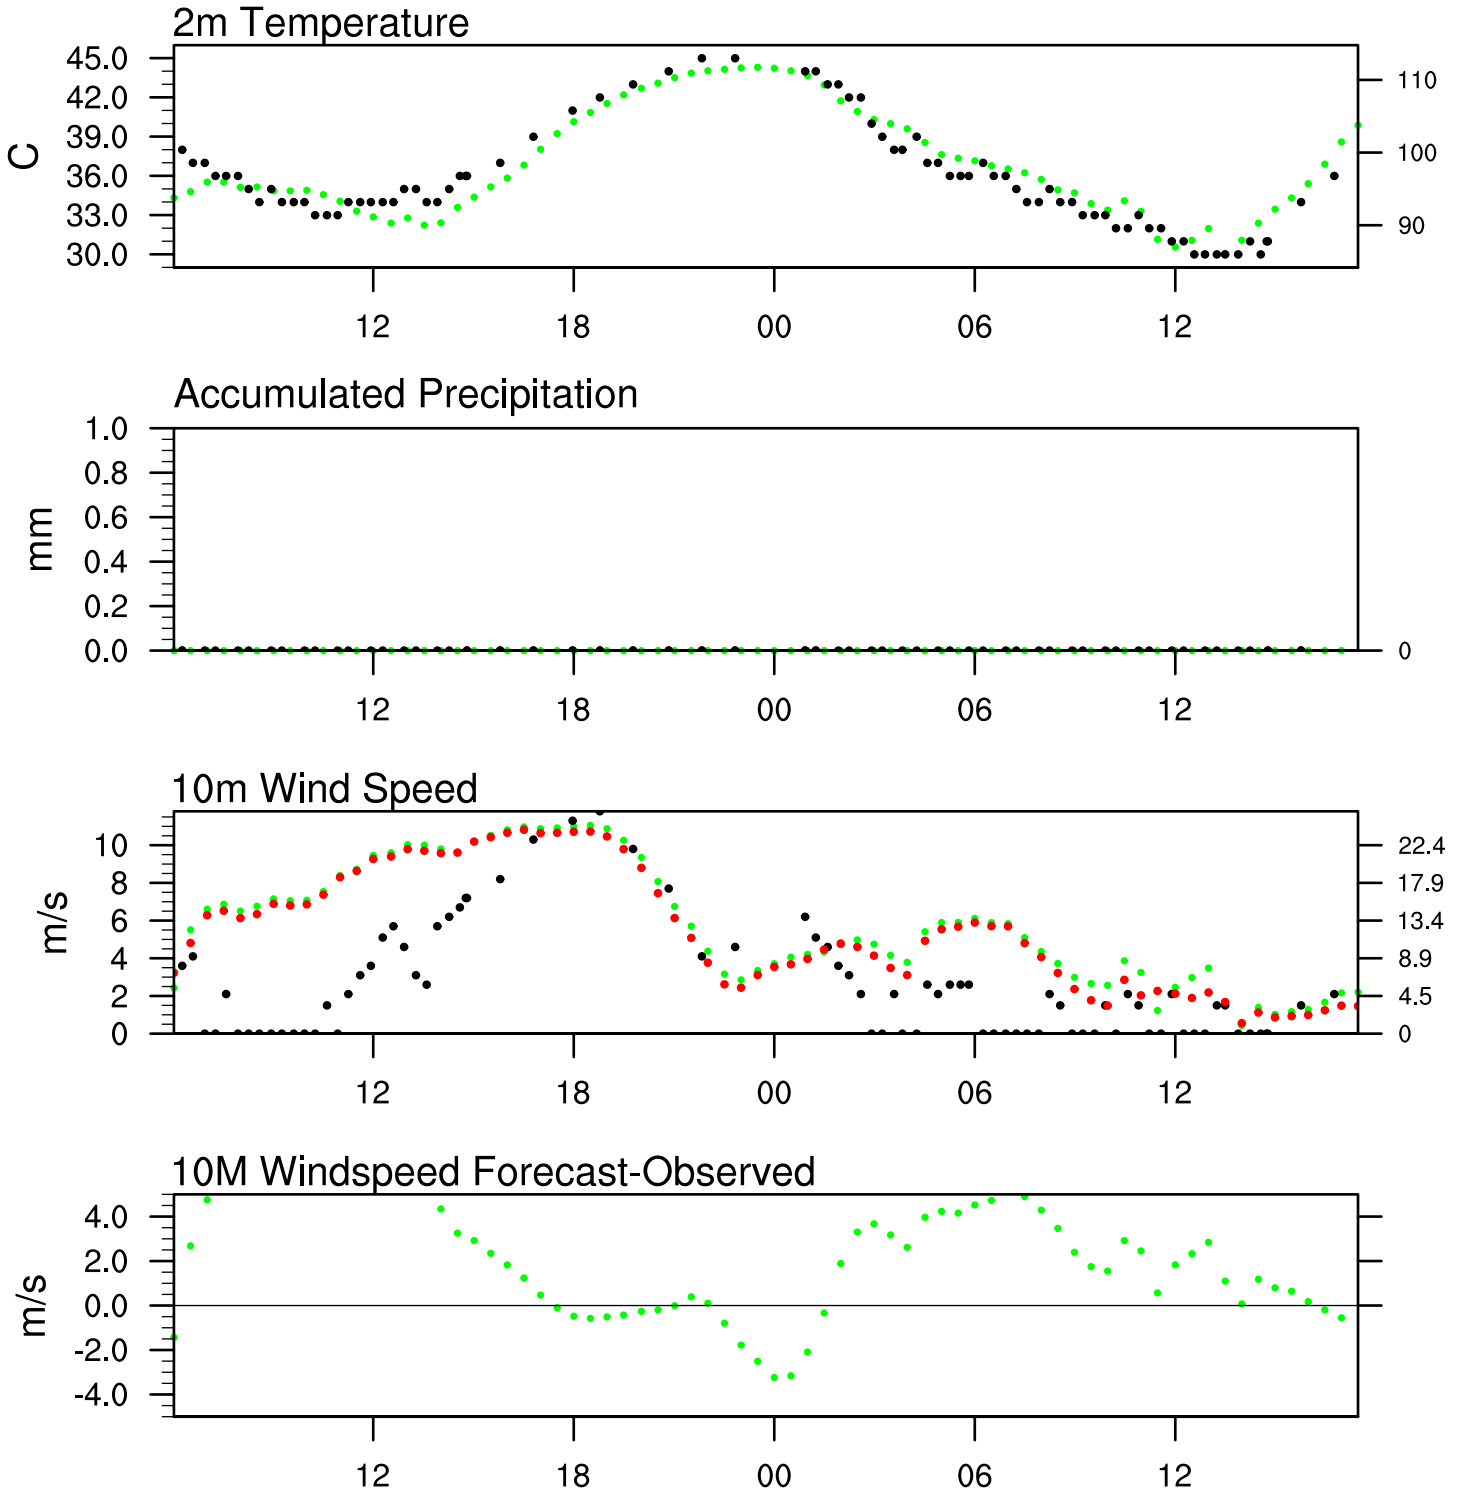 2m Temperature
45.0
42.0
39.0
36.0
33.0
30.0
C
110
100
90
12 18 00 06 12
Accumulated Precipitation
1.0
0.8
0.6
0.4
0.2
0.0
mm
0
12 18 00 06 12
10m Wind Speed
10
8
6
4
2
0
m/s
22.4
17.9
13.4
8.9
4.5
0
12 18 00 06 12
10M Windspeed Forecast-Observed
4.0
2.0
0.0
-2.0
-4.0
m/s
12 18 00 06 12